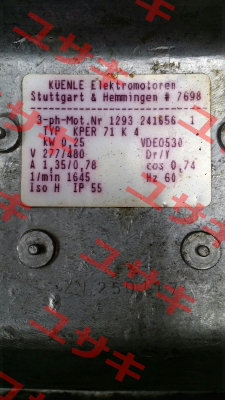 KUENLE Elektromotoren
Stuttgart & Hemmingen # 7698
3-ph-Mot.Nr 1293 241656 1
TYP KPER 71 K 4
kW 0,25 VDE0530
V 277/480 Dr/Y
A 1,35/0,78 cos 0,74
1/min 1645 Hz 60
Iso H IP 55
ユサキ
ユサキ
ユサキ
ユサキ